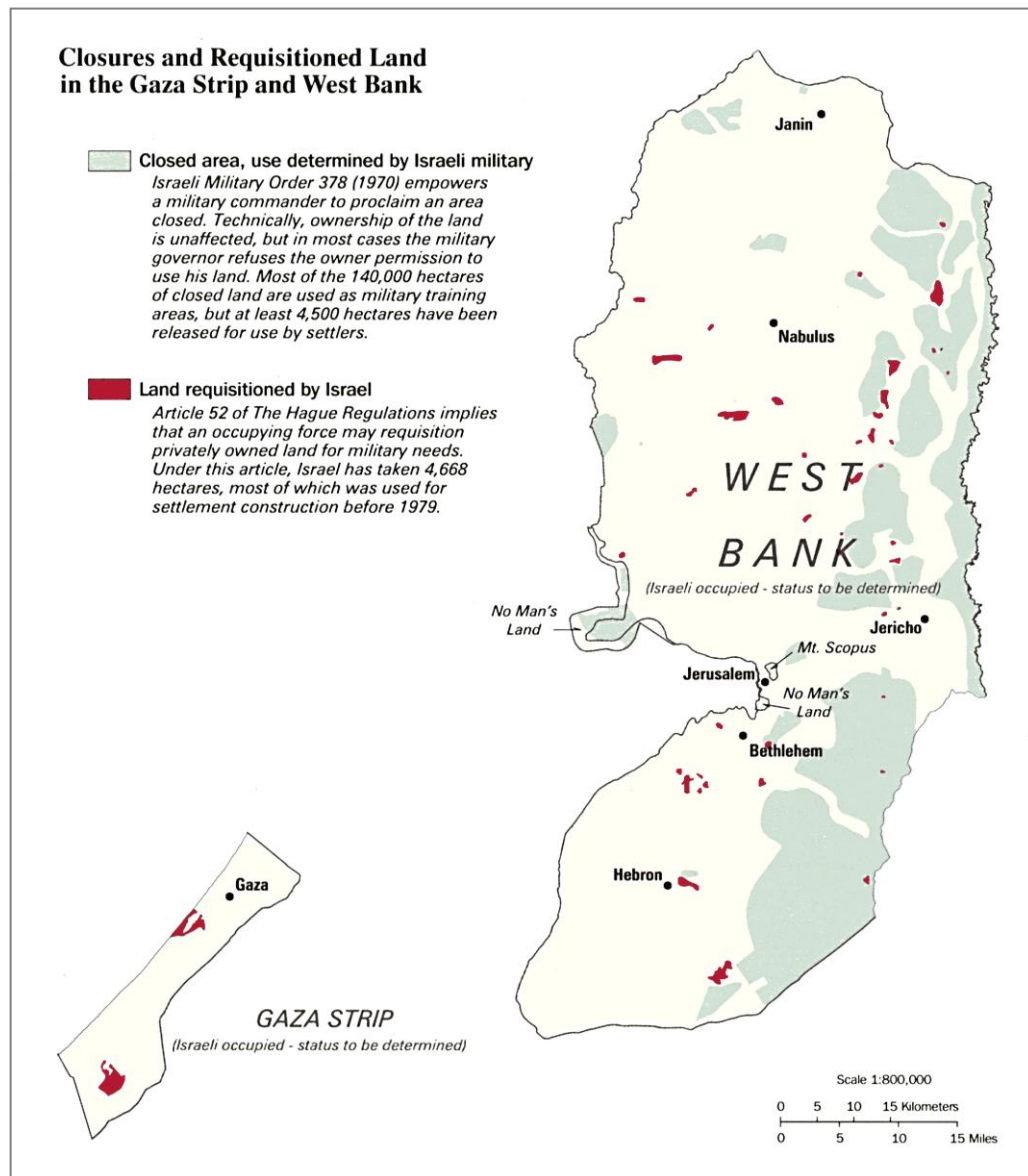 Closures and Requisitioned Land
in the Gaza Strip and West Bank
Closed area, use determined by Israeli military
Israeli Military Order 378 (1970) empowers
a military commander to proclaim an area
closed. Technically, ownership of the land
is unaffected, but in most cases the military
governor refuses the owner permission to
use his land. Most of the 140,000 hectares
of closed land are used as military training
areas, but at least 4,500 hectares have been
released for use by settlers.
Land requisitioned by Israel
Article 52 of The Hague Regulations implies
that an occupying force may requisition
privately owned land for military needs.
Under this article, Israel has taken 4,668
hectares, most of which was used for
settlement construction before 1979.
Janin
Nabulus
WEST
BANK
(Israeli occupied - status to be determined)
No Man's
Land
Jericho
Mt. Scopus
Jerusalem
No Man's
Land
Bethlehem
Hebron
Gaza
GAZA STRIP
(Israeli occupied - status to be determined)
Scale 1:800,000
0 5 10 15 Kilometers
0 5 10 15 Miles